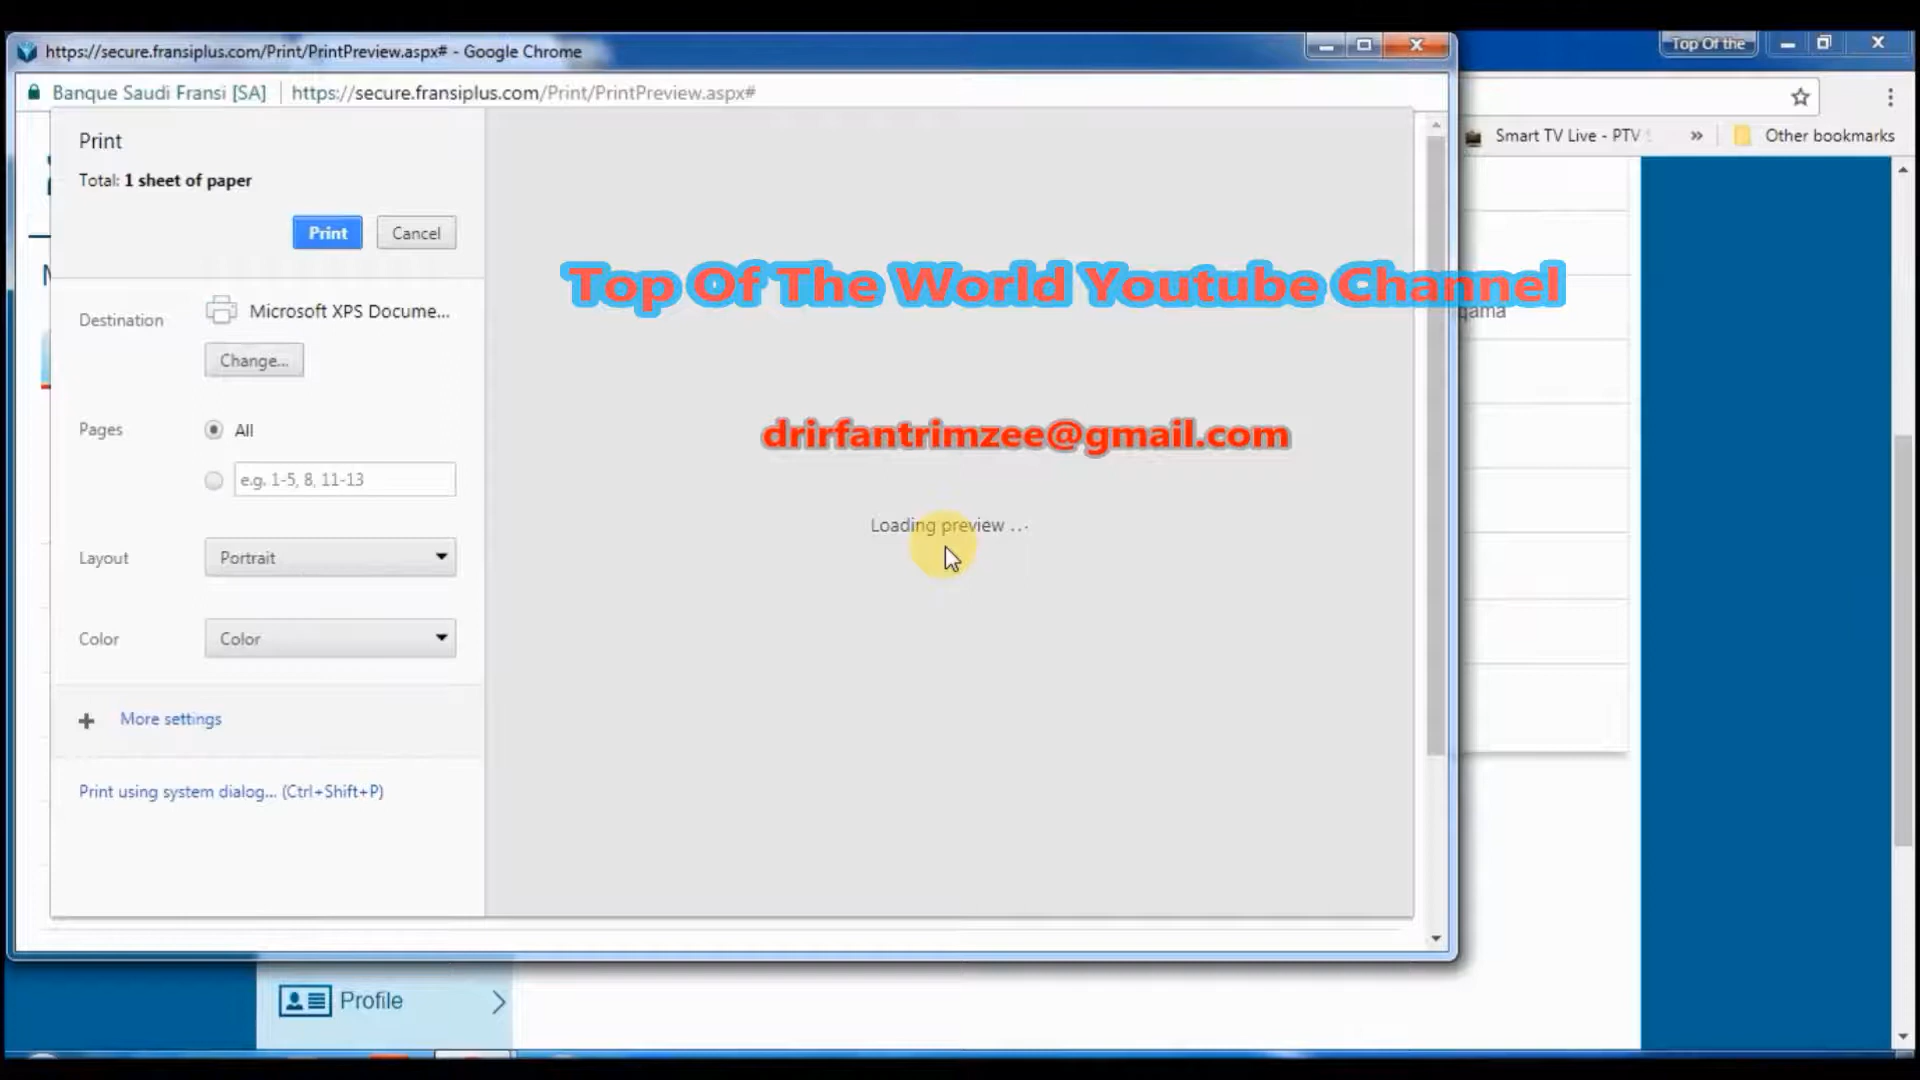 https://secure.fransiplus.com/Print/PrintPreview.aspx# - Google Chrome
Top Of the
Banque Saudi Fransi [SA]
https://secure.fransiplus.com/Print/PrintPreview.aspx#
Smart TV Live - PTV
»
Other bookmarks
Print
Total: 1 sheet of paper
Print
Cancel
Top Of The World Youtube Channel
qama
Destination
Microsoft XPS Docume...
Change...
drirfantrimzee@gmail.com
Pages
All
e.g. 1-5, 8, 11-13
Loading preview ...
Layout
Portrait
Color
Color
+ More settings
Print using system dialog... (Ctrl+Shift+P)
Profile